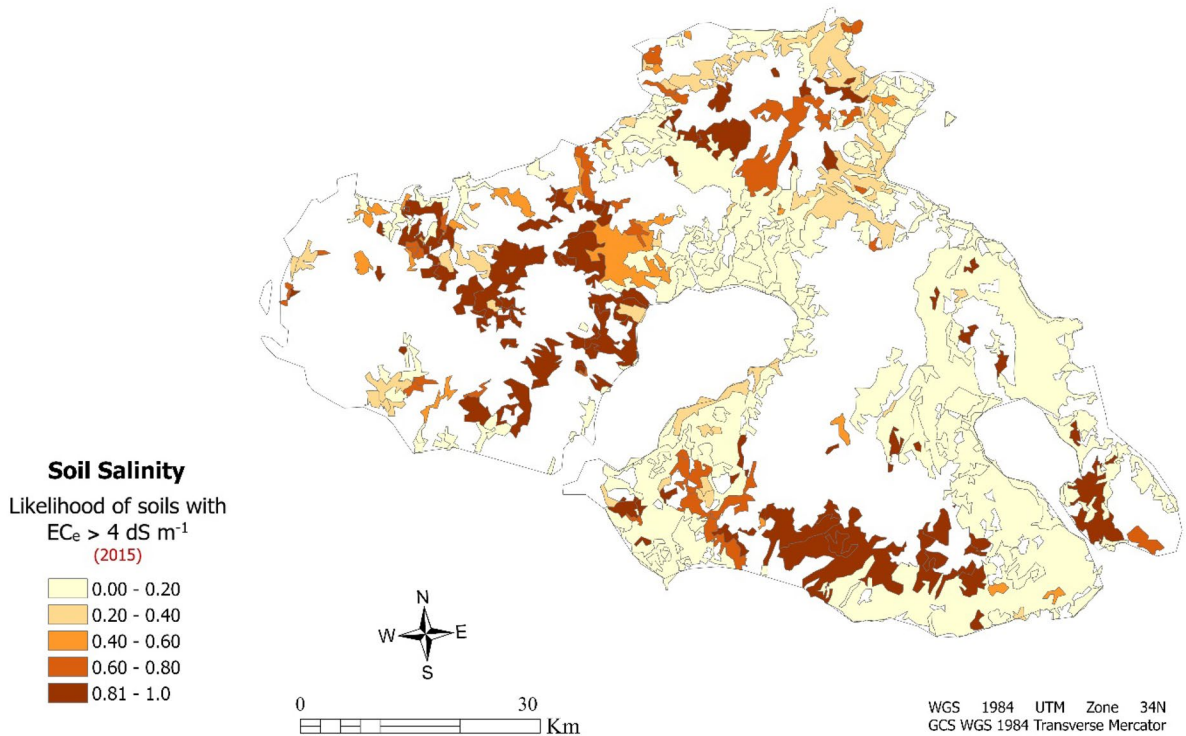 Soil Salinity
Likelihood of soils with
ECe > 4 dS m-1
(2015)
0.00 - 0.20
0.20 - 0.40
0.40 - 0.60
0.60 - 0.80
0.81 - 1.0
N
W E
S
0 30
Km
WGS 1984 UTM Zone 34N
GCS WGS 1984 Transverse Mercator